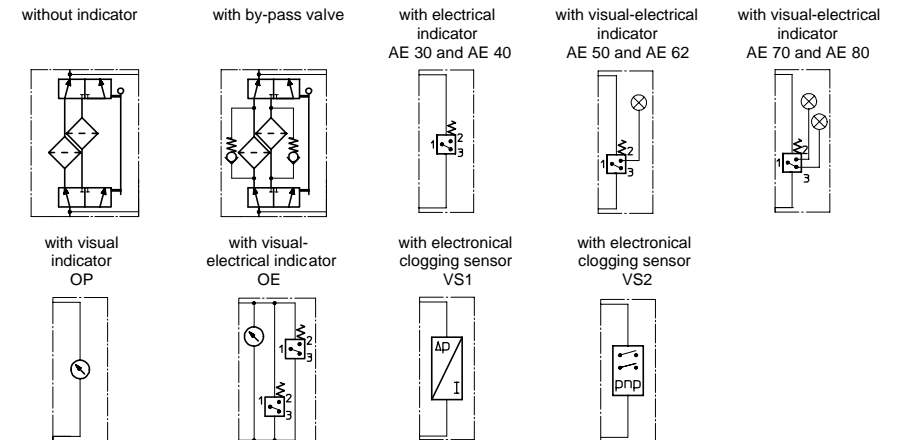 without indicator
with by-pass valve
with electrical
indicator
AE 30 and AE 40
with visual-electrical
indicator
AE 50 and AE 62
with visual-electrical
indicator
AE 70 and AE 80
1
2
3
1
2
3
1
2
3
with visual
indicator
OP
with visual-
electrical indicator
OE
with electronical
clogging sensor
VS1
with electronical
clogging sensor
VS2
1
2
3
1
2
3
Δp
I
pnp